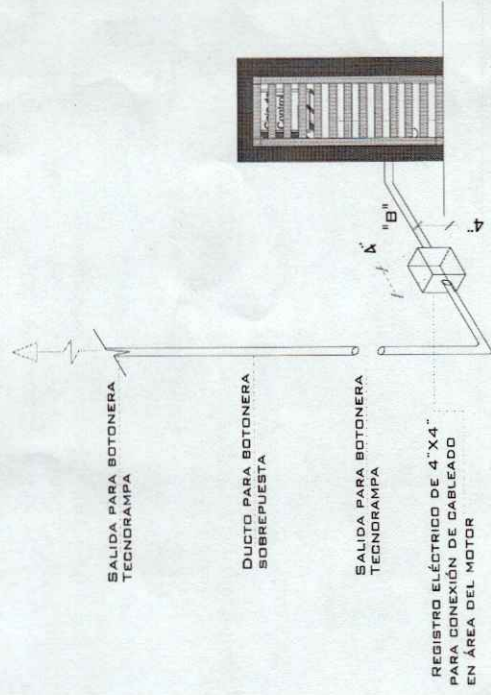 SALIDA PARA BOTONERA
TECNORAMPA
DUCTO PARA BOTONERA
SOBREPUESTA
SALIDA PARA BOTONERA
TECNORAMPA
REGISTRO ELÉCTRICO DE 4"X4"
PARA CONEXIÓN DE CABLEADO
EN ÁREA DEL MOTOR
4"
"B"
4"
Control